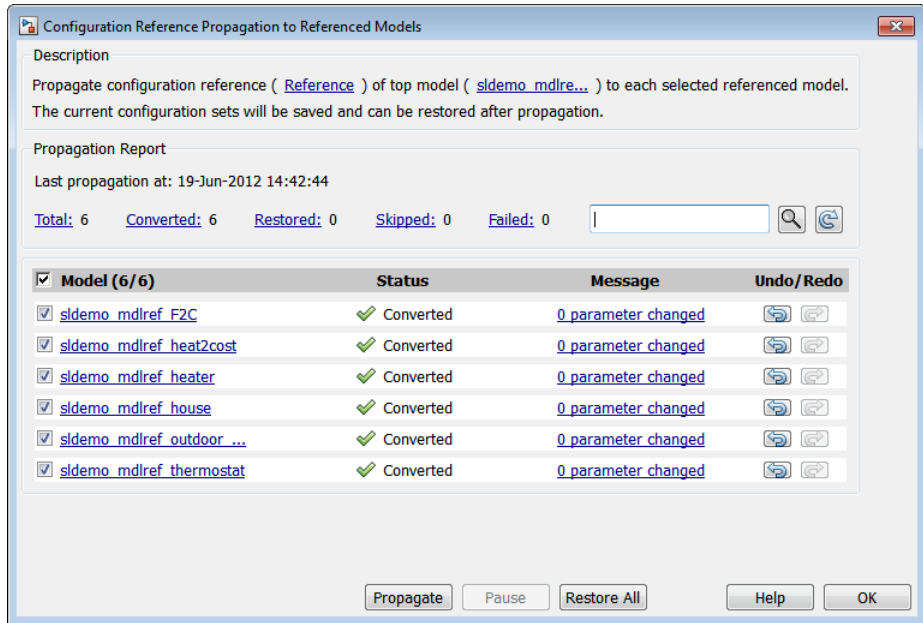 Configuration Reference Propagation to Referenced Models
Description
Propagate configuration reference ( Reference ) of top model ( sldemo_mdlre... ) to each selected referenced model.
The current configuration sets will be saved and can be restored after propagation.
Propagation Report
Last propagation at: 19-Jun-2012 14:42:44
Total: 6 Converted: 6 Restored: 0 Skipped: 0 Failed: 0
Model (6/6) Status Message Undo/Redo
sldemo_mdlref_F2C Converted 0 parameter changed
sldemo_mdlref_heat2cost Converted 0 parameter changed
sldemo_mdlref_heater Converted 0 parameter changed
sldemo_mdlref_house Converted 0 parameter changed
sldemo_mdlref_outdoor_... Converted 0 parameter changed
sldemo_mdlref_thermostat Converted 0 parameter changed
Propagate Pause Restore All Help OK